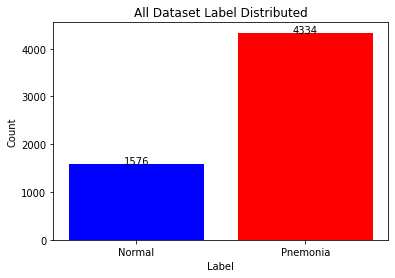 All Dataset Label Distributed
4334
4000
3000
2000
1576
1000
0
Count
Normal
Pnemonia
Label